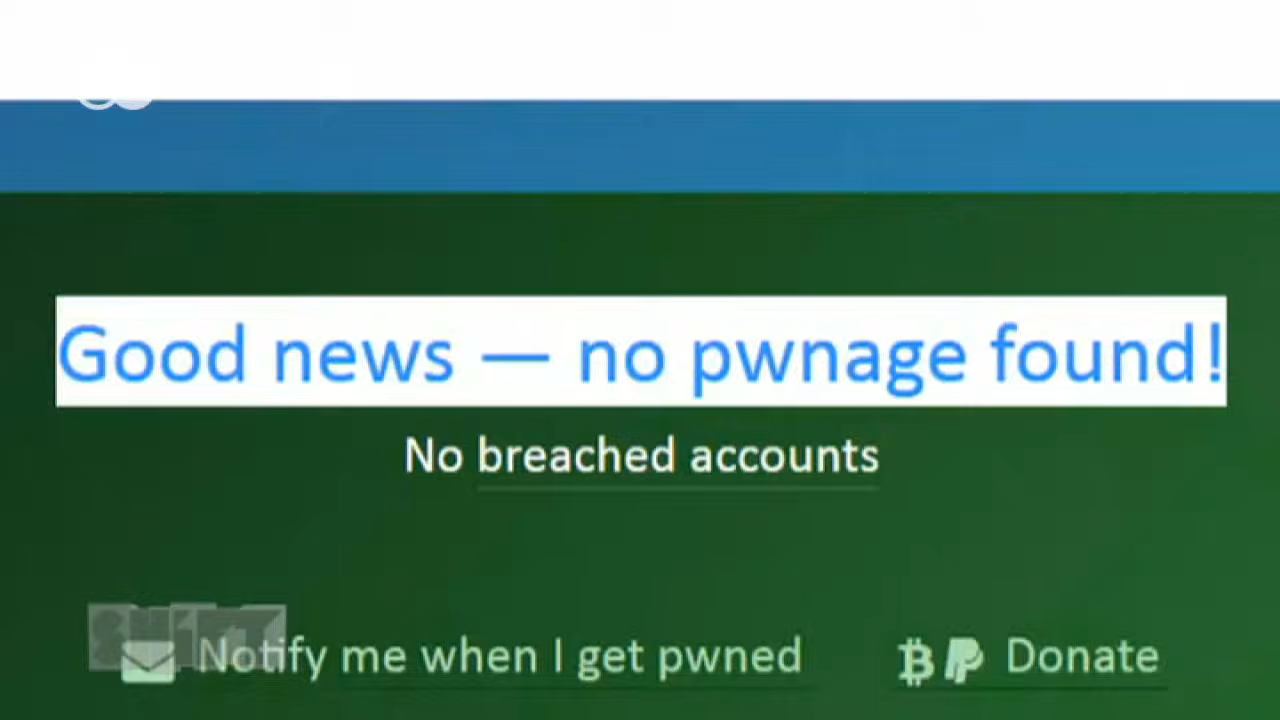 Good news — no pwnage found!
No breached accounts
Notify me when I get pwned
Donate